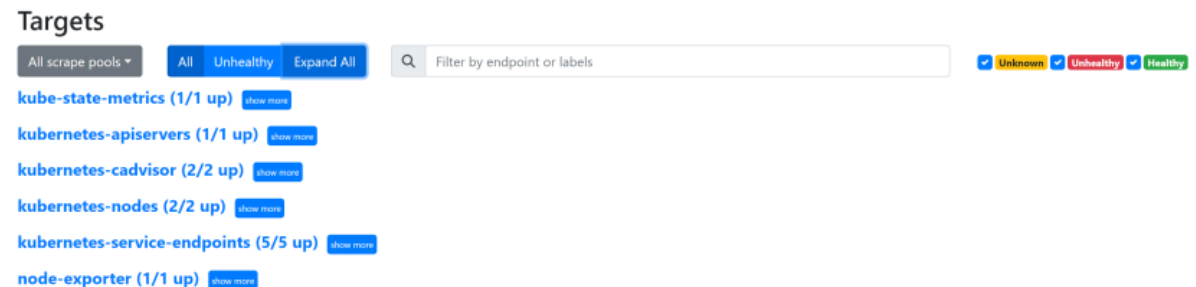 Targets
All scrape pools All Unhealthy Expand All Filter by endpoint or labels Unknown Unhealthy Healthy
kube-state-metrics (1/1 up) show more
kubernetes-apiservers (1/1 up) show more
kubernetes-cadvisor (2/2 up) show more
kubernetes-nodes (2/2 up) show more
kubernetes-service-endpoints (5/5 up) show more
node-exporter (1/1 up) show more